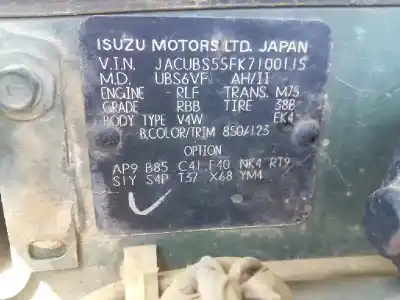 ISUZU MOTORS LTD. JAPAN
V.I.N. JACUBS55FK7100115
M.D. UBS6VF AH/II
ENGINE - RLF TRANS. M75
GRADE RBB TIRE 38B
BODY TYPE V4W EK4
B.COLOR/TRIM 850/123
OPTION
AP9 B85 C41 F40 NK4 RT9
S1Y S4P T37 X68 YM4